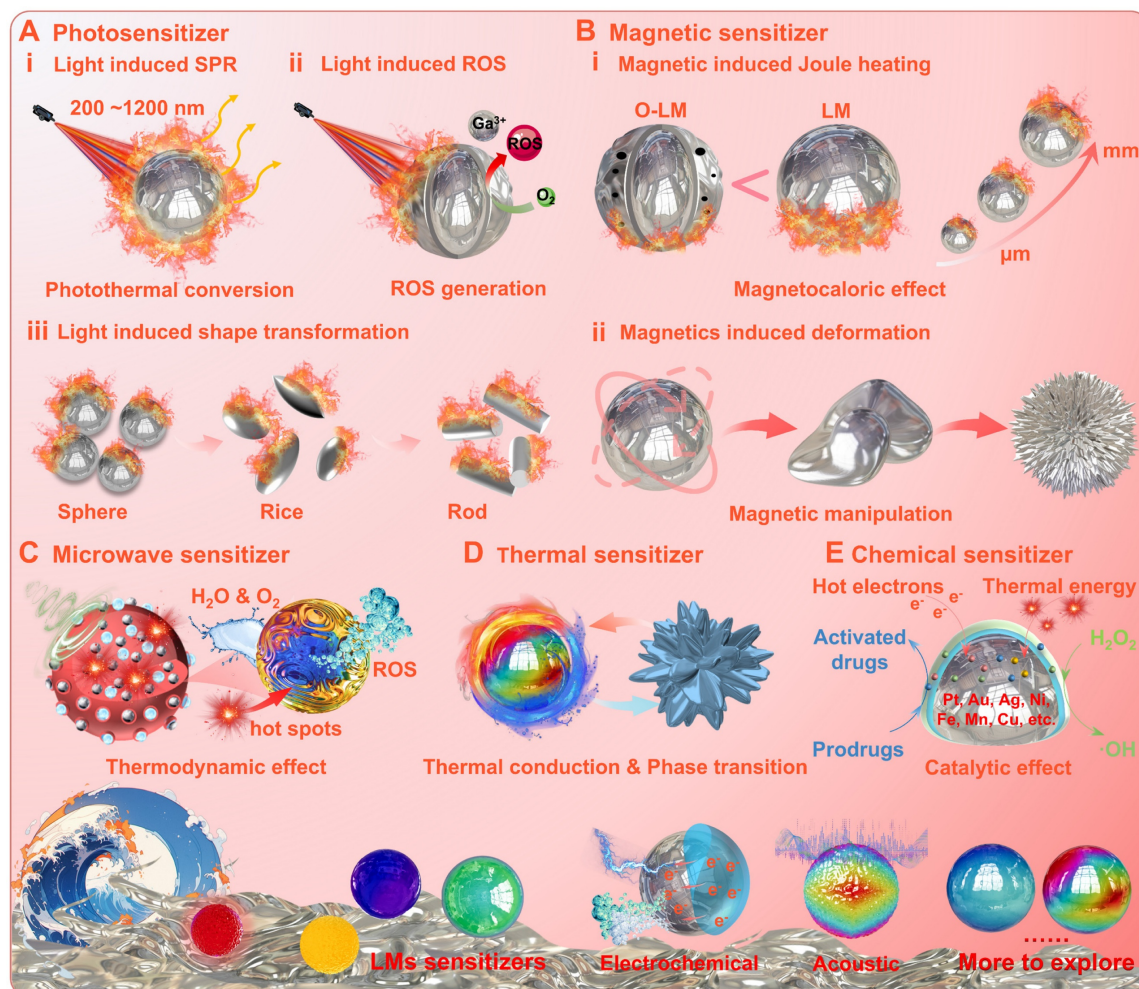 A Photosensitizer
i Light induced SPR
200 ~1200 nm
Photothermal conversion
ii Light induced ROS
Ga³⁺
ROS
O₂
ROS generation
iii Light induced shape transformation
Sphere
Rice
Rod
B Magnetic sensitizer
i Magnetic induced Joule heating
O-LM
<
LM
mm
μm
Magnetocaloric effect
ii Magnetics induced deformation
Magnetic manipulation
C Microwave sensitizer
H₂O & O₂
ROS
hot spots
Thermodynamic effect
D Thermal sensitizer
Thermal conduction & Phase transition
E Chemical sensitizer
Hot electrons
Thermal energy
e⁻
e⁻
e⁻
Activated
drugs
H₂O₂
Pt, Au, Ag, Ni,
Fe, Mn, Cu, etc.
Prodrugs
·OH
Catalytic effect
e⁻
e⁻
e⁻
e⁻
e⁻
e⁻
e⁻
LMs sensitizers
Electrochemical
Acoustic
......
More to explore